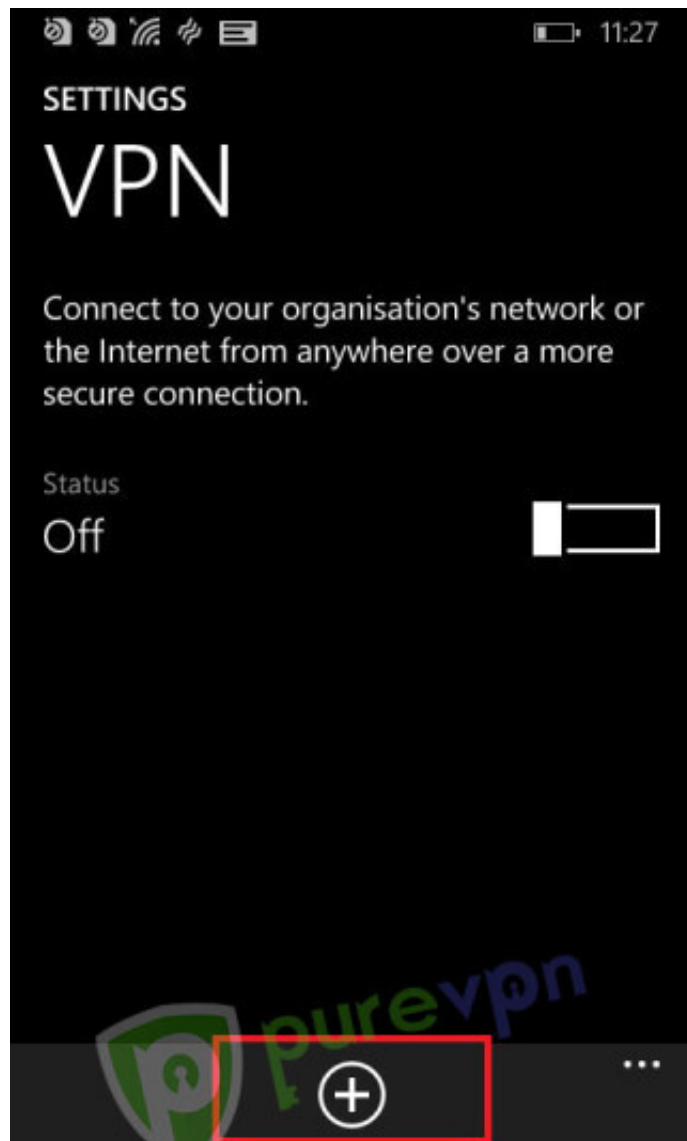 11:27
SETTINGS
VPN
Connect to your organisation's network or
the Internet from anywhere over a more
secure connection.
Status
Off
purevpn